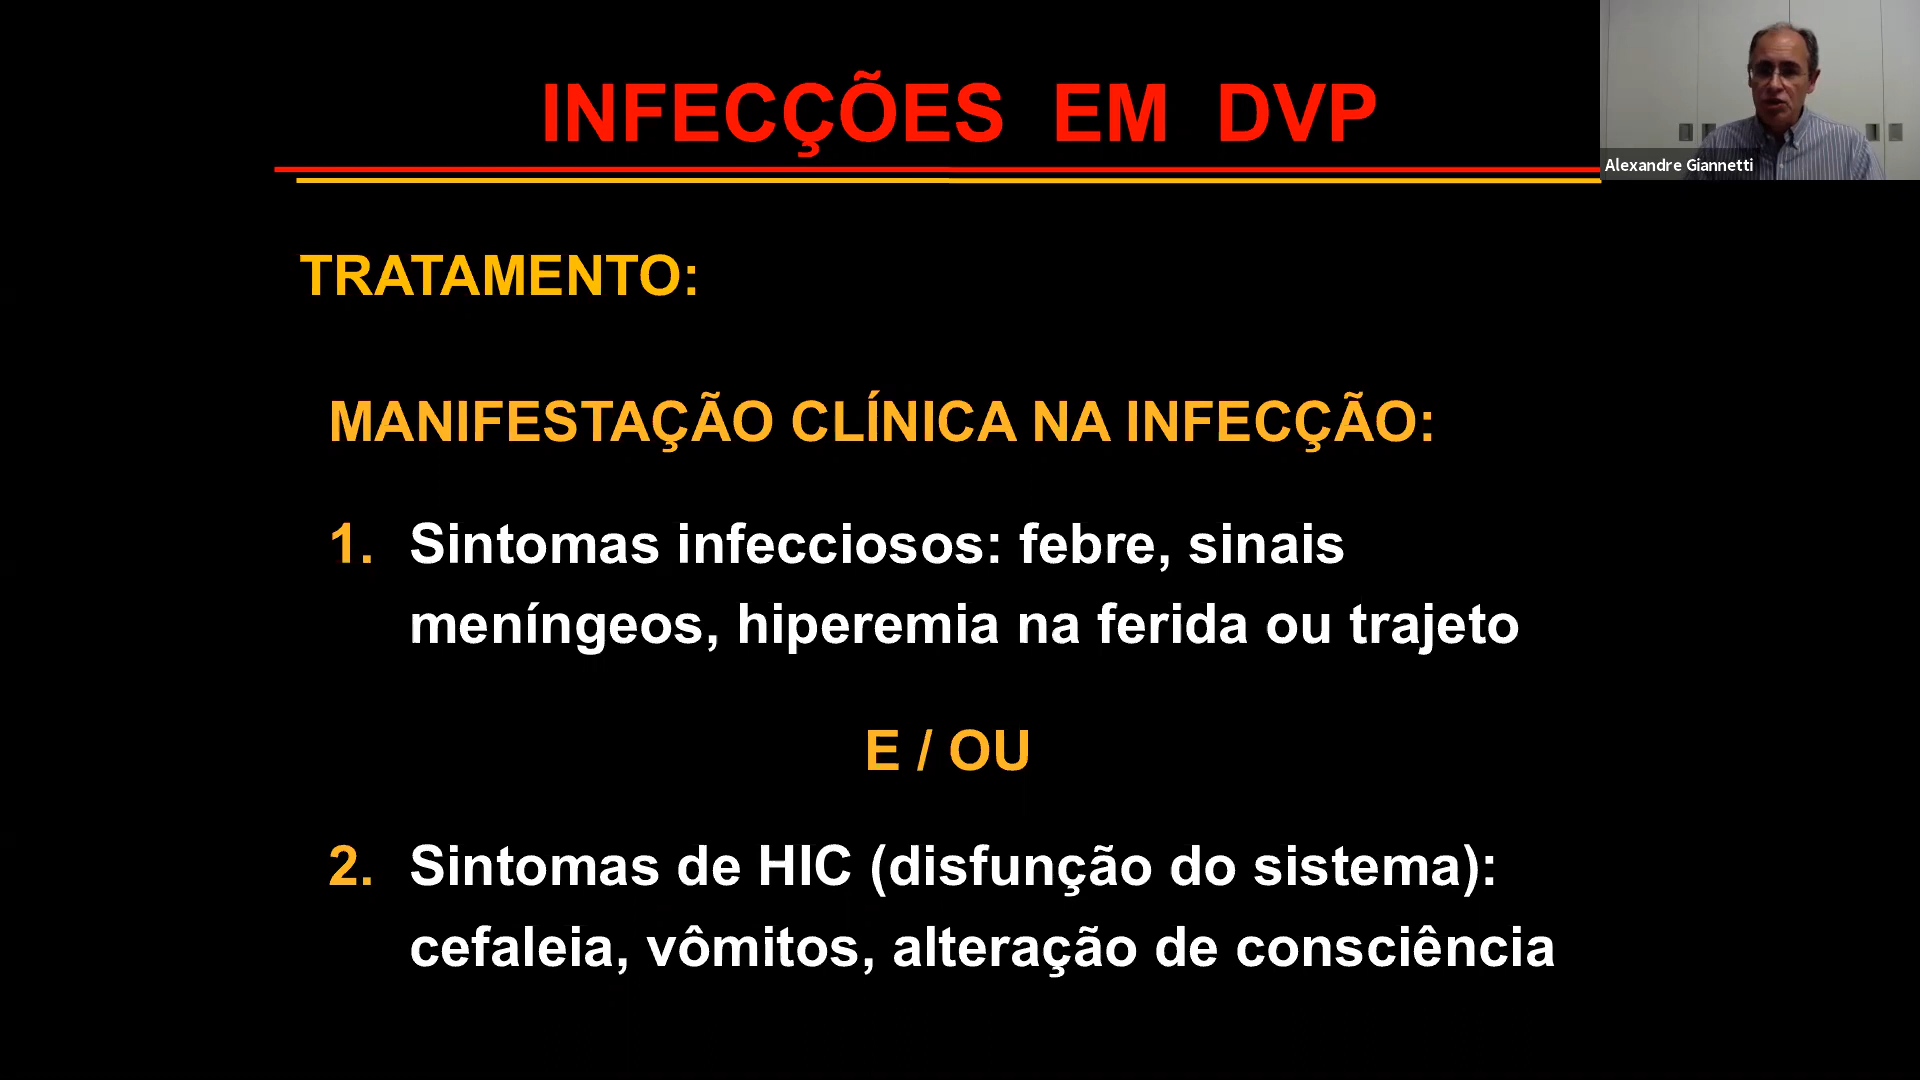 INFECÇÕES EM DVP
Alexandre Giannetti
TRATAMENTO:
MANIFESTAÇÃO CLÍNICA NA INFECÇÃO:
1. Sintomas infecciosos: febre, sinais
meníngeos, hiperemia na ferida ou trajeto
E / OU
2. Sintomas de HIC (disfunção do sistema):
cefaleia, vômitos, alteração de consciência